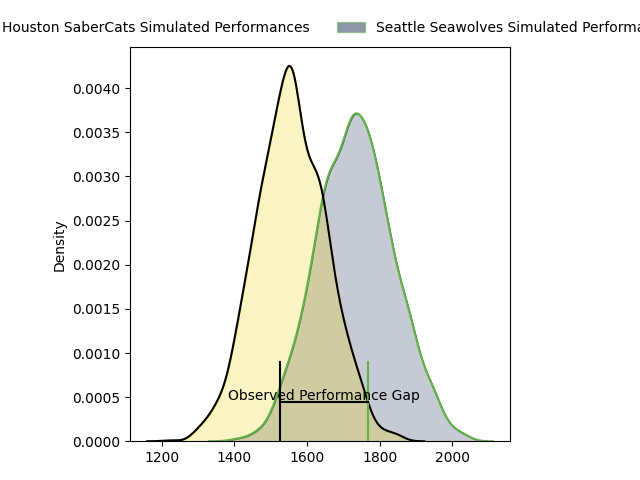 Houston SaberCats Simulated Performances
Seattle Seawolves Simulated Performa
0.0040
0.0035
0.0030
0.0025
0.0020
0.0015
0.0010
0.0005
0.0000
Density
Observed Performance Gap
1200 1400 1600 1800 2000